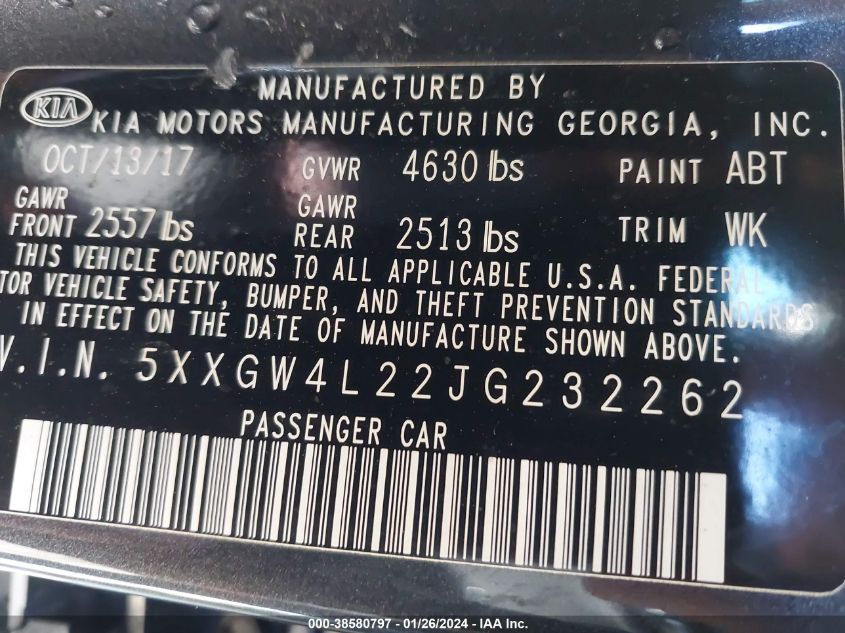 MANUFACTURED BY
KIA
KIA MOTORS MANUFACTURING GEORGIA, INC.
OCT/13/17 GVWR 4630 lbs PAINT ABT
GAWR FRONT 2557 lbs GAWR REAR 2513 lbs TRIM WK
THIS VEHICLE CONFORMS TO ALL APPLICABLE U.S.A. FEDERAL
TOR VEHICLE SAFETY, BUMPER, AND THEFT PREVENTION STANDARDS
IN EFFECT ON THE DATE OF MANUFACTURE SHOWN ABOVE.
V.I.N. 5XXGW4L22JG232262
PASSENGER CAR
000-38580797 - 01/26/2024 - IAA Inc.